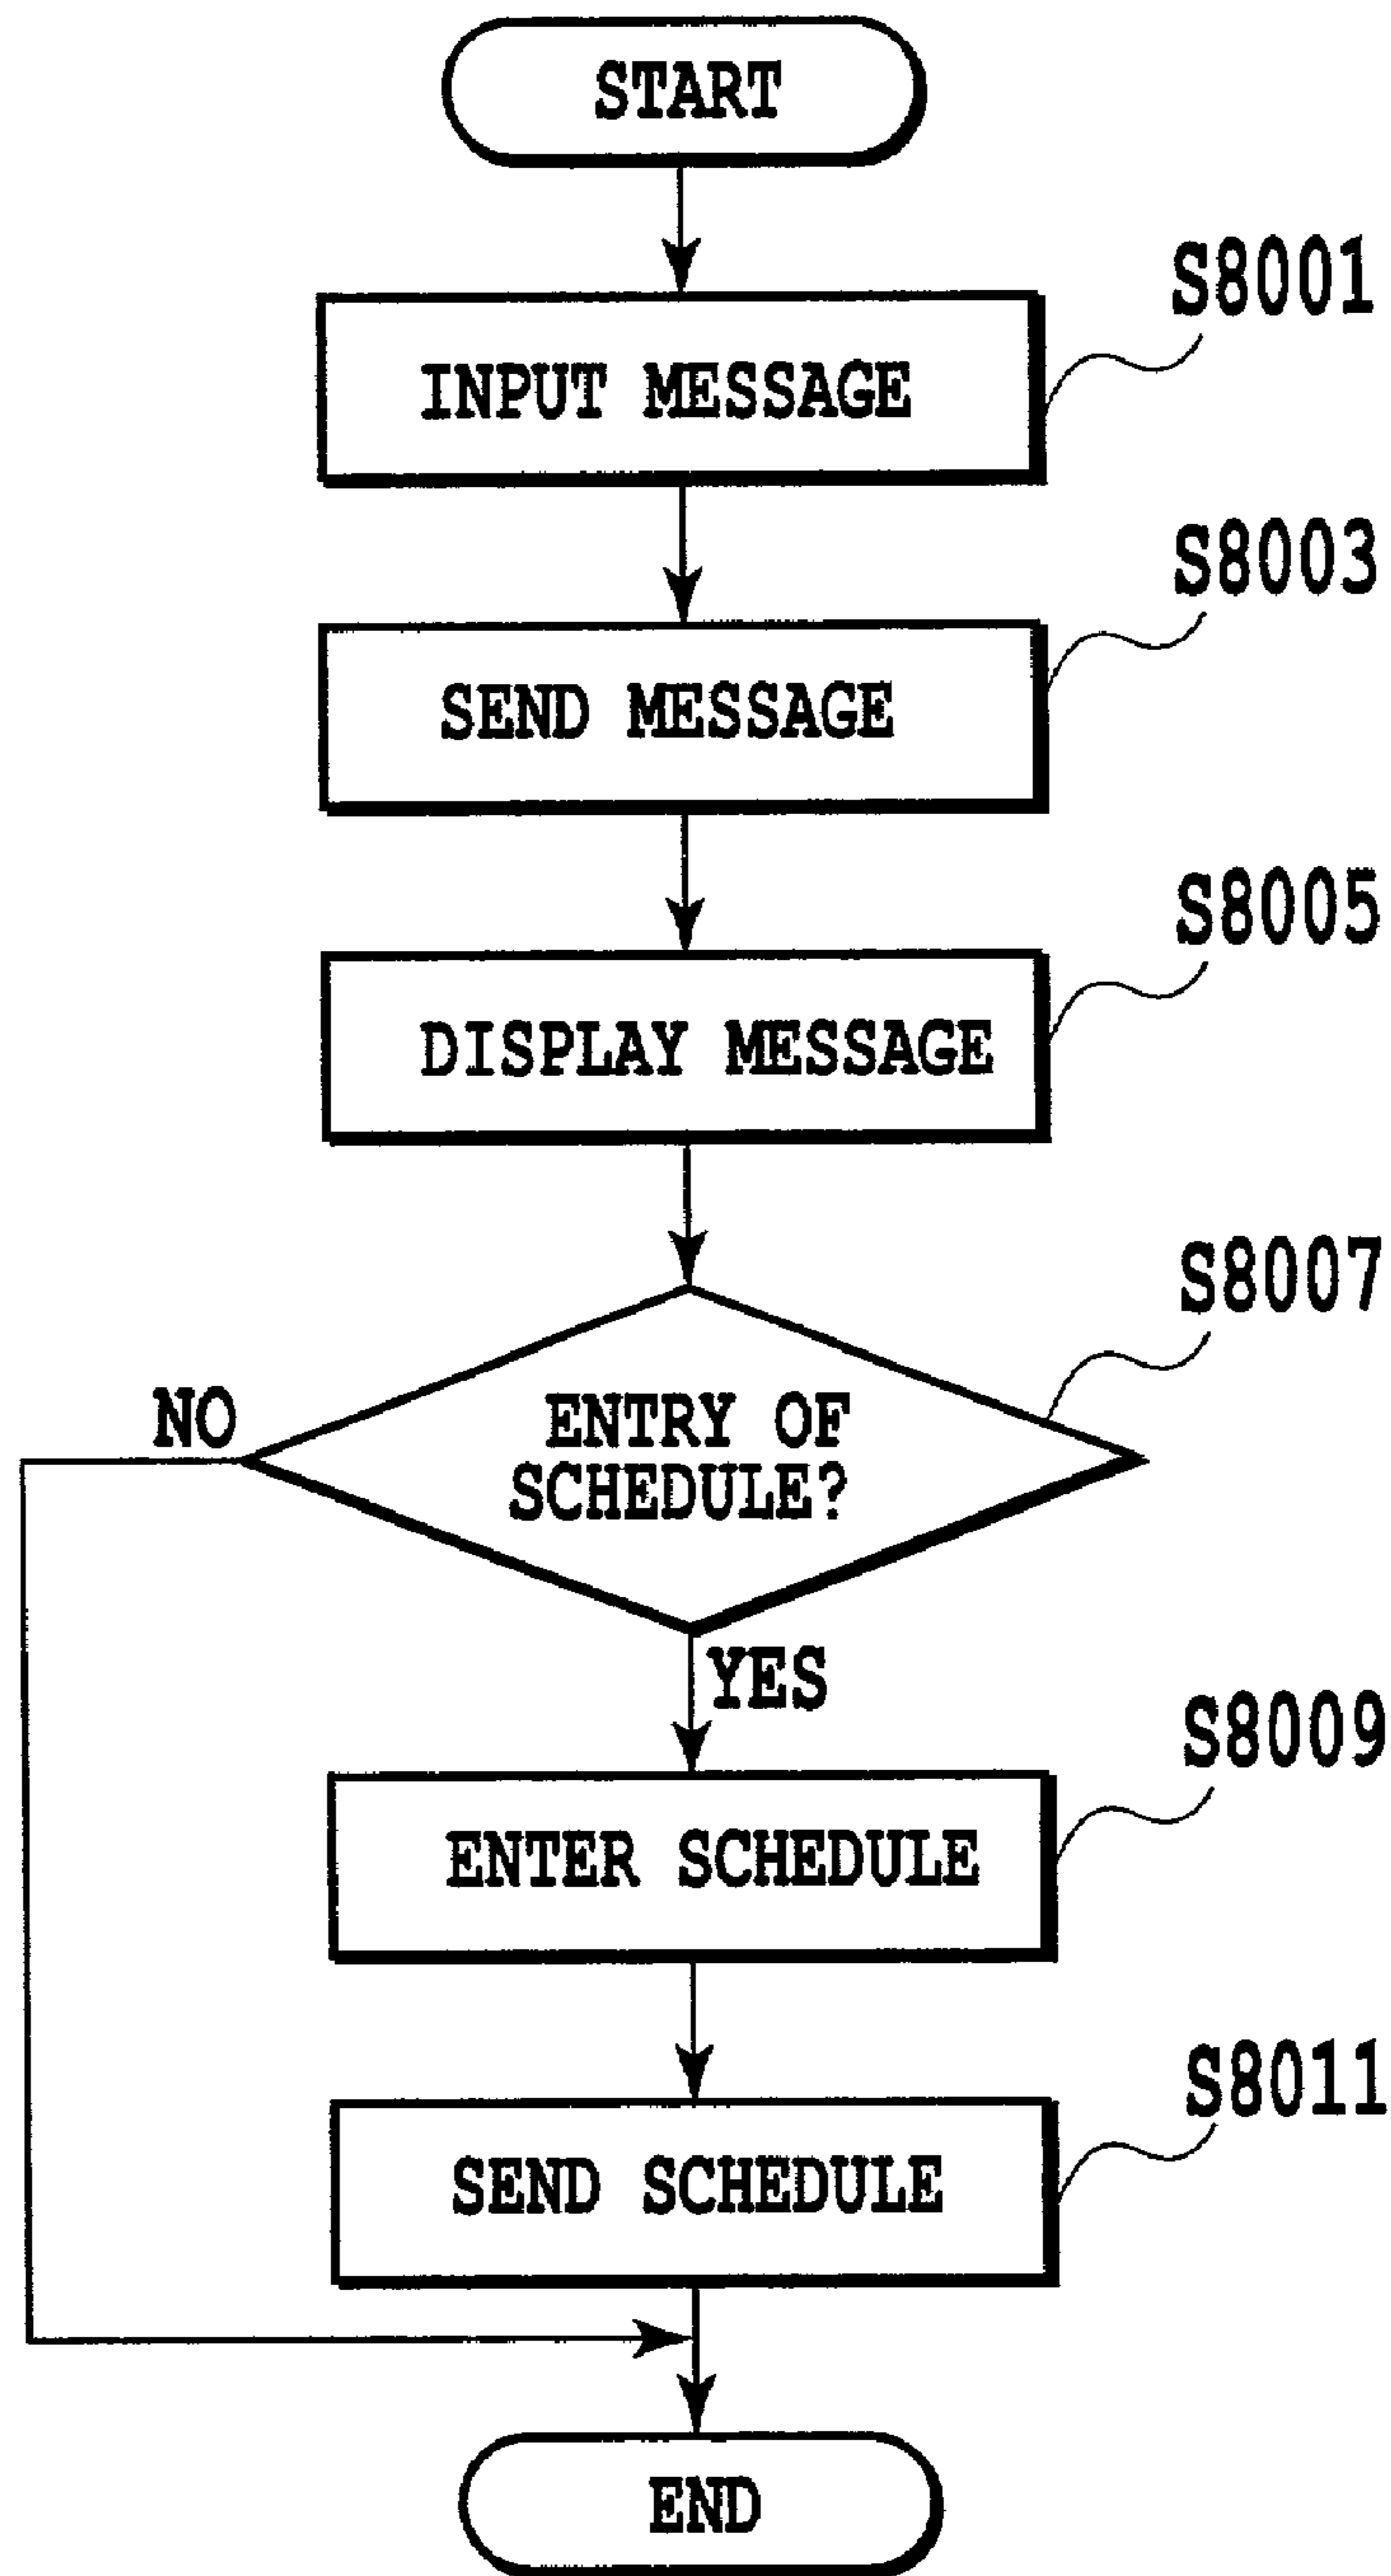 START
S8001
INPUT MESSAGE
S8003
SEND MESSAGE
S8005
DISPLAY MESSAGE
S8007
NO
ENTRY OF
SCHEDULE?
YES
S8009
ENTER SCHEDULE
S8011
SEND SCHEDULE
END